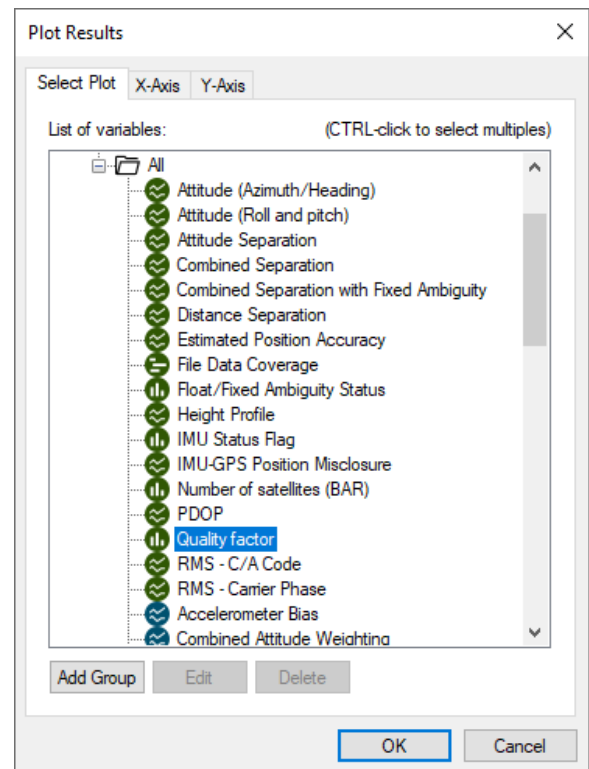 Plot Results
Select Plot X-Axis Y-Axis
List of variables: (CTRL-click to select multiples)
All
Attitude (Azimuth/Heading)
Attitude (Roll and pitch)
Attitude Separation
Combined Separation
Combined Separation with Fixed Ambiguity
Distance Separation
Estimated Position Accuracy
File Data Coverage
Float/Fixed Ambiguity Status
Height Profile
IMU Status Flag
IMU-GPS Position Misclosure
Number of satellites (BAR)
PDOP
Quality factor
RMS - C/A Code
RMS - Carrier Phase
Accelerometer Bias
Combined Attitude Weighting
Add Group Edit Delete
OK Cancel